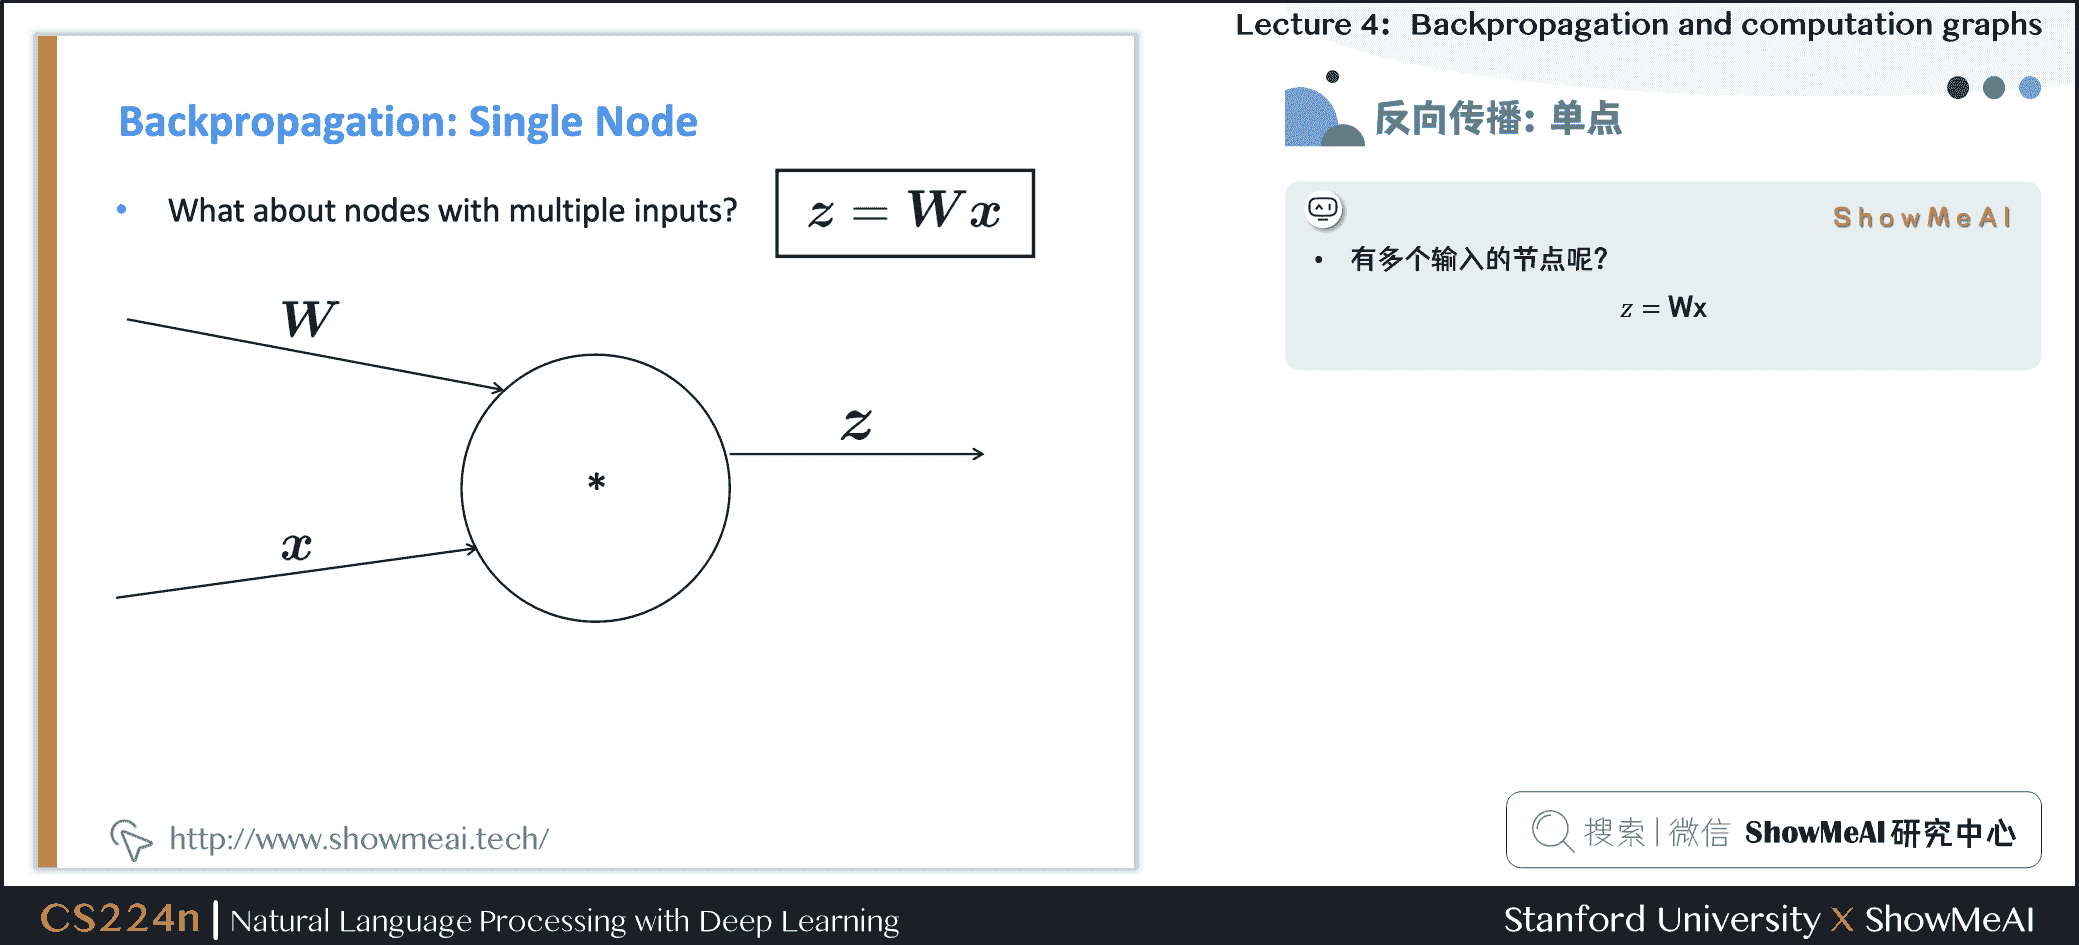 Lecture 4: Backpropagation and computation graphs
Backpropagation: Single Node
• What about nodes with multiple inputs?
z = Wx
W
x
*
z
http://www.showmeai.tech/
反向传播: 单点
ShowMeAI
• 有多个输入的节点呢?
z = Wx
搜索|微信 ShowMeAI研究中心
CS224n | Natural Language Processing with Deep Learning
Stanford University X ShowMeAI